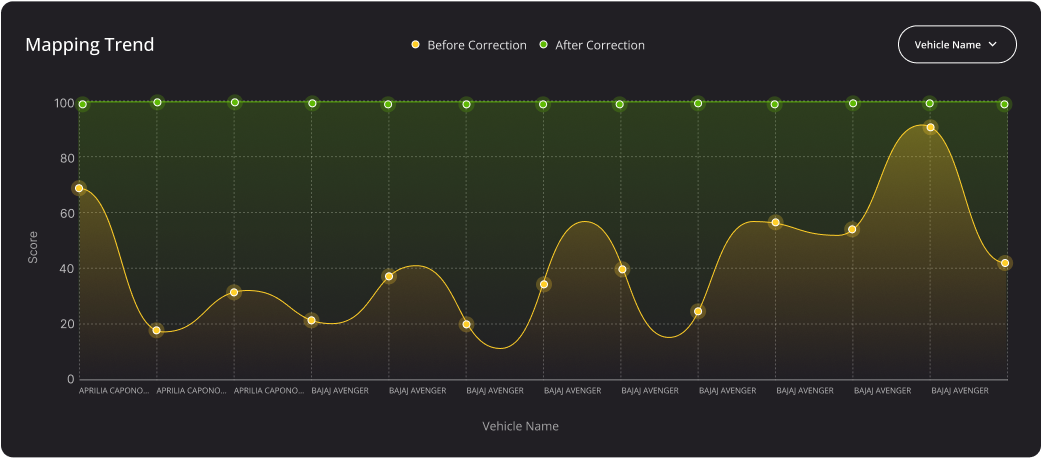 Mapping Trend
Before Correction
After Correction
Vehicle Name
100
80
60
40
20
0
Score
APRILIA CAPONO...
APRILIA CAPONO...
APRILIA CAPONO...
BAJAJ AVENGER
BAJAJ AVENGER
BAJAJ AVENGER
BAJAJ AVENGER
BAJAJ AVENGER
BAJAJ AVENGER
BAJAJ AVENGER
BAJAJ AVENGER
BAJAJ AVENGER
Vehicle Name